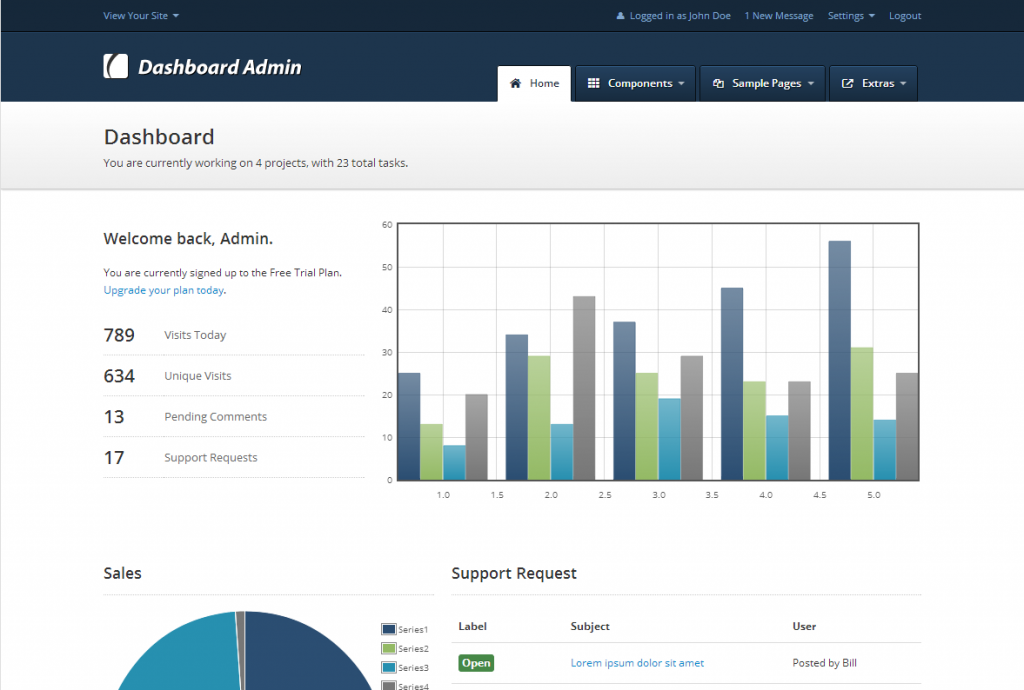 View Your Site
Logged in as John Doe 1 New Message Settings Logout
Dashboard Admin
Home Components Sample Pages Extras
Dashboard
You are currently working on 4 projects, with 23 total tasks.
Welcome back, Admin.
You are currently signed up to the Free Trial Plan.
Upgrade your plan today.
789 Visits Today
634 Unique Visits
13 Pending Comments
17 Support Requests
60
50
40
30
20
10
0
1.0 1.5 2.0 2.5 3.0 3.5 4.0 4.5 5.0
Sales
Series1
Series2
Series3
Series4
Support Request
Label Subject User
Open Lorem ipsum dolor sit amet Posted by Bill